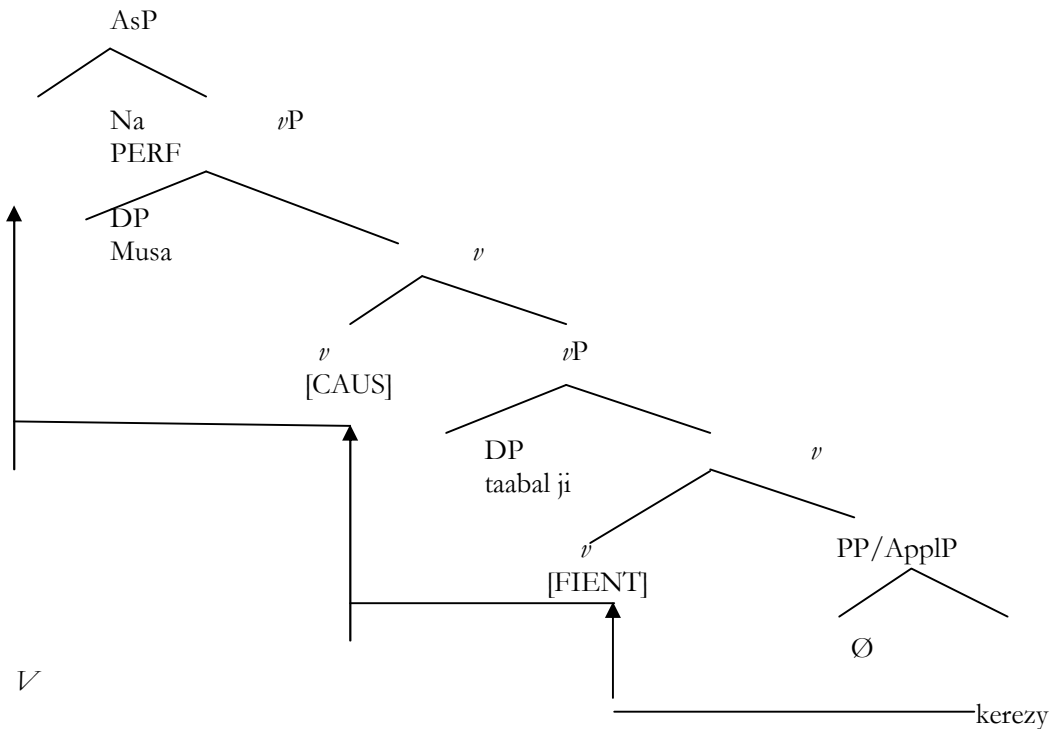 AsP
Na vP
PERF
DP
Musa
v
v vP
[CAUS]
DP v
taabal ji
v PP/ApplP
[FIENT]
Ø
V
kerezy